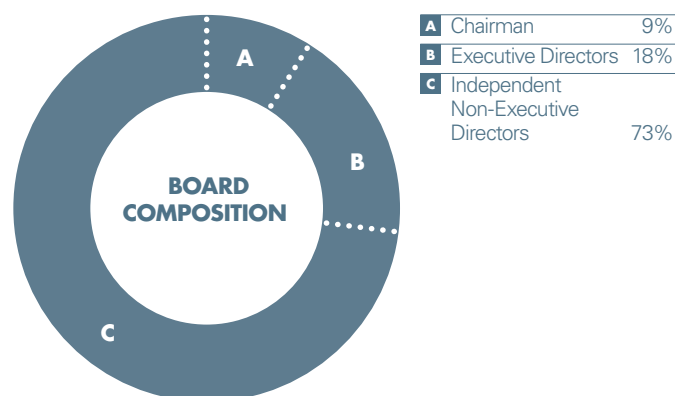 A
B
C
BOARD
COMPOSITION
A Chairman 9%
B Executive Directors 18%
C Independent
Non-Executive
Directors 73%